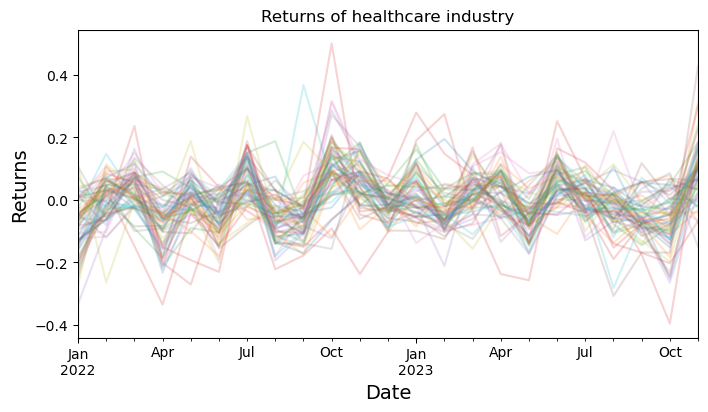 Returns of healthcare industry
Returns
0.4
0.2
0.0
−0.2
−0.4
Jan Apr Jul Oct Jan Apr Jul Oct
2022 2023
Date